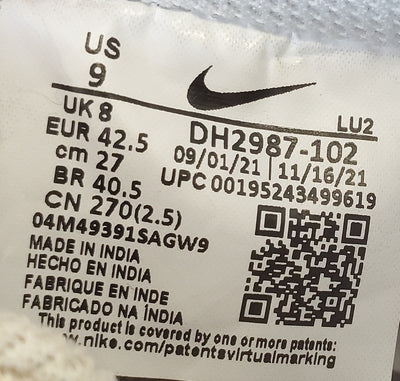 US
9
LU2
UK 8
DH2987-102
EUR 42.5
09/01/21 | 11/16/21
cm 27
UPC 00195243499619
BR 40.5
CN 270(2.5)
04M49391SAGW9
MADE IN INDIA
HECHO EN INDIA
FABRIQUE EN INDE
FABRICADO NA ÍNDIA
This product is covered by one or more patents:
.nike.com/patentsvirtualmarking